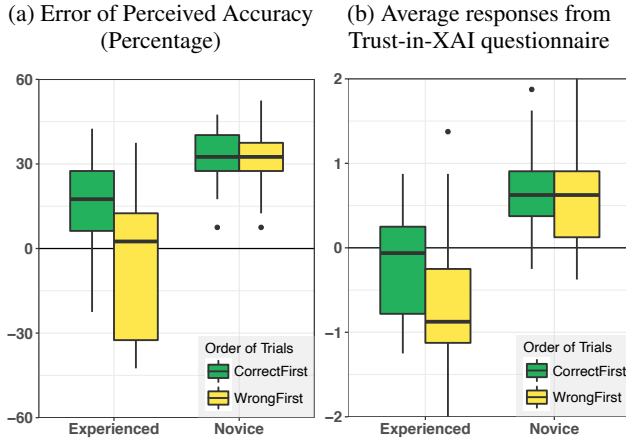 (a) Error of Perceived Accuracy
(Percentage)
60
30
0
−30
−60
Order of Trials
CorrectFirst
WrongFirst
Experienced
Novice
(b) Average responses from
Trust-in-XAI questionnaire
2
1
0
−1
−2
Order of Trials
CorrectFirst
WrongFirst
Experienced
Novice